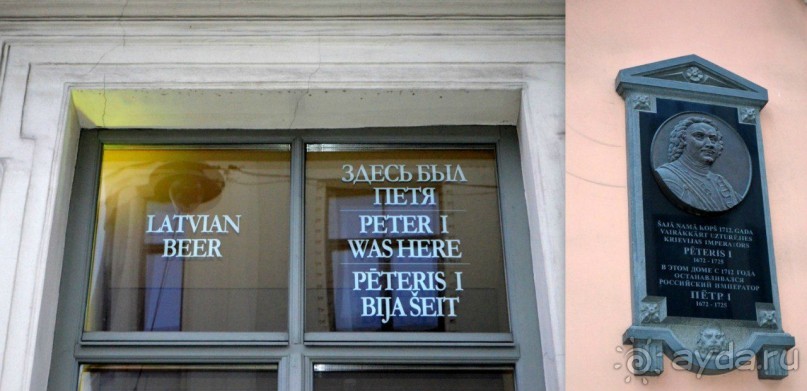 LATVIAN
BEER
ЗДЕСЬ БЫЛ
ПЕТЯ
PETER I
WAS HERE
PĒTERIS I
BIJA ŠEIT
ŠAJĀ NAMĀ KOPŠ 1712. GADA
VAIRĀKKĀRT UZTURĒJIES
KRIEVIJAS IMPERATORS
PĒTERIS I
1672 - 1725
В ЭТОМ ДОМЕ С 1712 ГОДА
ОСТАНАВЛИВАЛСЯ
РОССИЙСКИЙ ИМПЕРАТОР
ПЁТР I
1672 - 1725
ayda.ru